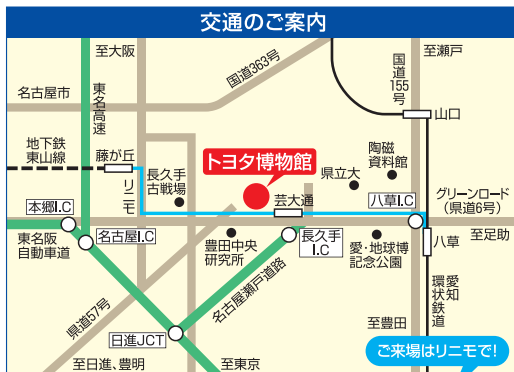 交通のご案内
至大阪
国道363号
国道
155
号
至瀬戸
名古屋市
東名高速
山口
地下鉄
東山線
藤が丘
リニモ
長久手
古戦場
トヨタ博物館
陶磁
資料館
県立大
芸大通
八草I.C
グリーンロード
(県道6号)
本郷I.C
東名阪
自動車道
名古屋I.C
豊田中央
研究所
長久手
I.C
愛・地球博
記念公園
八草
至足助
県道57号
名古屋瀬戸道路
愛知
環状鉄道
日進JCT
至豊田
ご来場はリニモで!
至日進、豊明
至東京